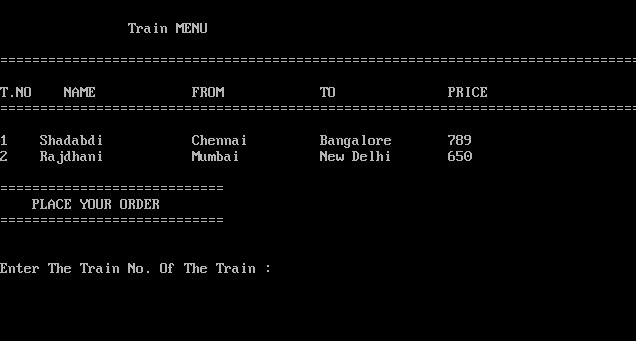 Train MENU
================================================================================
T.NO NAME FROM TO PRICE
================================================================================
1 Shadabdi Chennai Bangalore 789
2 Rajdhani Mumbai New Delhi 650
============================
PLACE YOUR ORDER
============================
Enter The Train No. Of The Train :